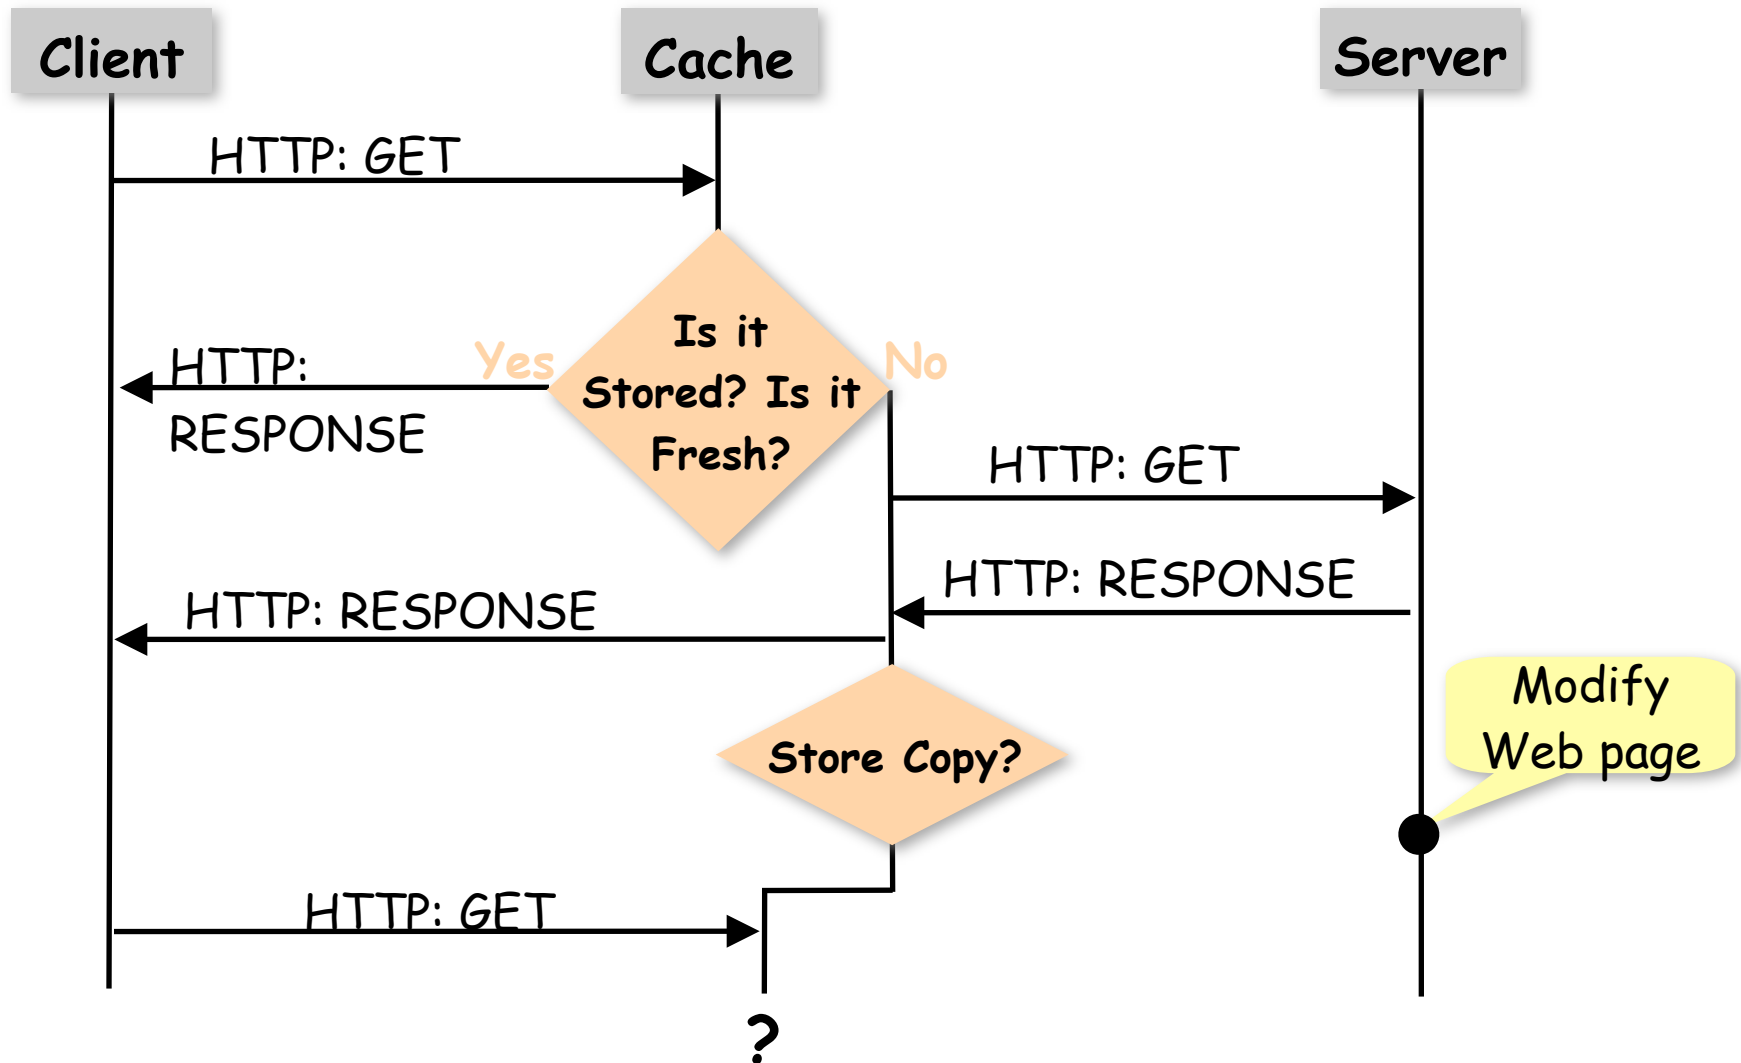 Client
Cache
Server
HTTP: GET
Is it
Stored? Is it
Fresh?
Yes
No
HTTP:
RESPONSE
HTTP: GET
HTTP: RESPONSE
HTTP: RESPONSE
Modify
Web page
Store Copy?
HTTP: GET
?